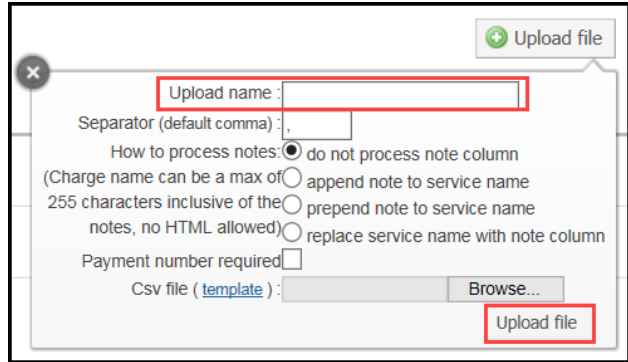 Upload file
Upload name :
Separator (default comma) : ,
How to process notes: do not process note column
(Charge name can be a max of append note to service name
255 characters inclusive of the prepend note to service name
notes, no HTML allowed) replace service name with note column
Payment number required
Csv file ( template ) : Browse...
Upload file